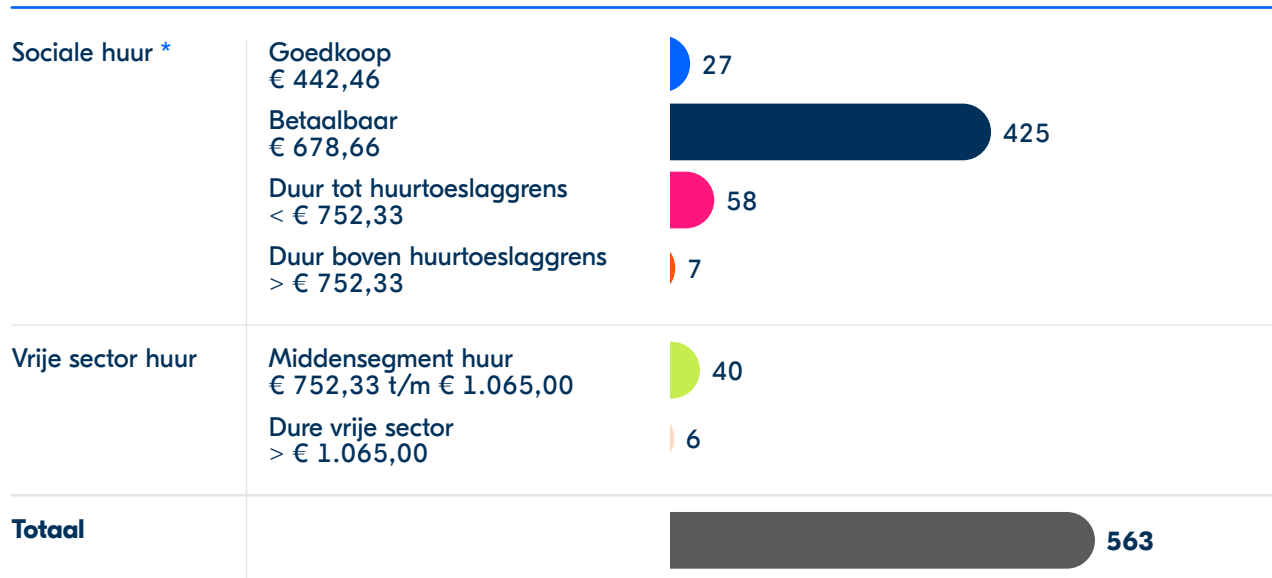 Sociale huur *
Goedkoop
€ 442,46
27
Betaalbaar
€ 678,66
425
Duur tot huurtoeslaggrens
< € 752,33
58
Duur boven huurtoeslaggrens
> € 752,33
7
Vrije sector huur
Middensegment huur
€ 752,33 t/m € 1.065,00
40
Dure vrije sector
> € 1.065,00
6
Totaal
563